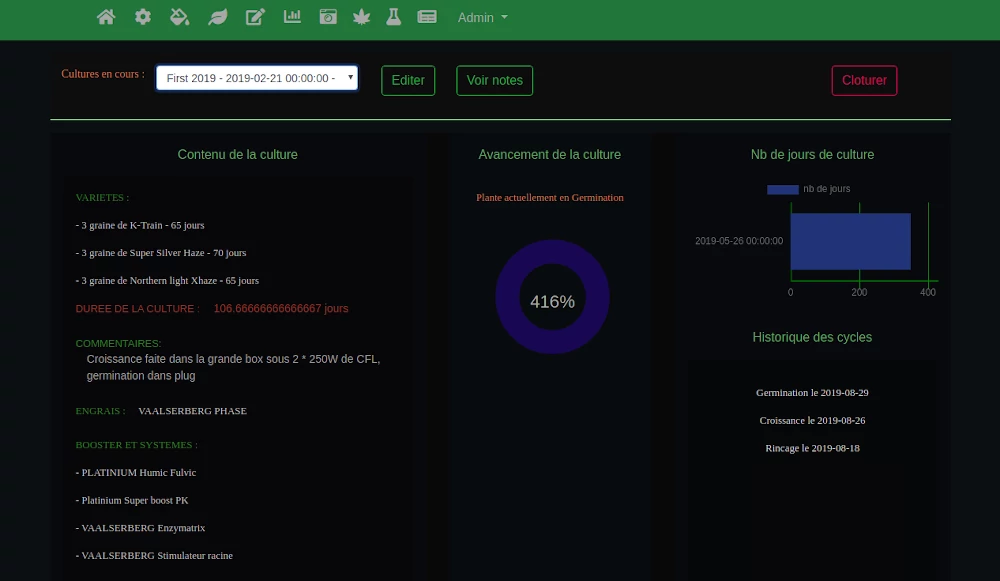 Admin
Cultures en cours :
First 2019 - 2019-02-21 00:00:00 -
Editer
Voir notes
Cloturer
Contenu de la culture
VARIETES :
- 3 graine de K-Train - 65 jours
- 3 graine de Super Silver Haze - 70 jours
- 3 graine de Northern light Xhaze - 65 jours
DUREE DE LA CULTURE : 106.66666666666667 jours
COMMENTAIRES:
Croissance faite dans la grande box sous 2 * 250W de CFL,
germination dans plug
ENGRAIS : VAALSERBERG PHASE
BOOSTER ET SYSTEMES :
- PLATINIUM Humic Fulvic
- Platinium Super boost PK
- VAALSERBERG Enzymatrix
- VAALSERBERG Stimulateur racine
Avancement de la culture
Plante actuellement en Germination
416%
Nb de jours de culture
nb de jours
2019-05-26 00:00:00
0 200 400
Historique des cycles
Germination le 2019-08-29
Croissance le 2019-08-26
Rincage le 2019-08-18